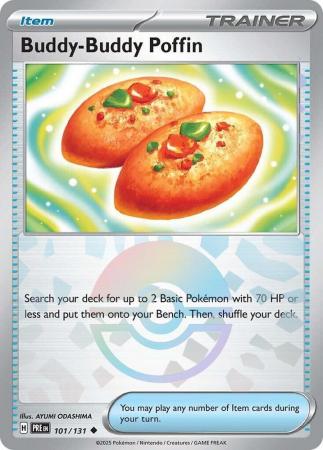 Item
TRAINER
Buddy-Buddy Poffin
Search your deck for up to 2 Basic Pokémon with 70 HP or
less and put them onto your Bench. Then, shuffle your deck.
Illus. AYUMI ODASHIMA
H PRE EN 101/131 ◆
You may play any number of Item cards during
your turn.
©2025 Pokémon / Nintendo / Creatures / GAME FREAK